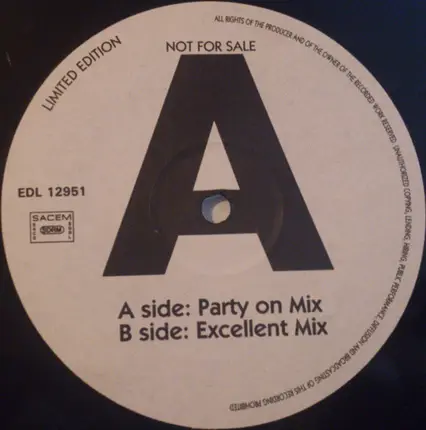 LIMITED EDITION
NOT FOR SALE
ALL RIGHTS OF THE PRODUCER AND OF THE OWNER OF THE RECORDED WORK RESERVED. UNAUTHORIZED COPYING, LENDING, HIRING, PUBLIC PERFORMANCE, DIFFUSION AND BROADCASTING OF THIS RECORDING PROHIBITED
A
EDL 12951
SACEM
SDRM
A side: Party on Mix
B side: Excellent Mix